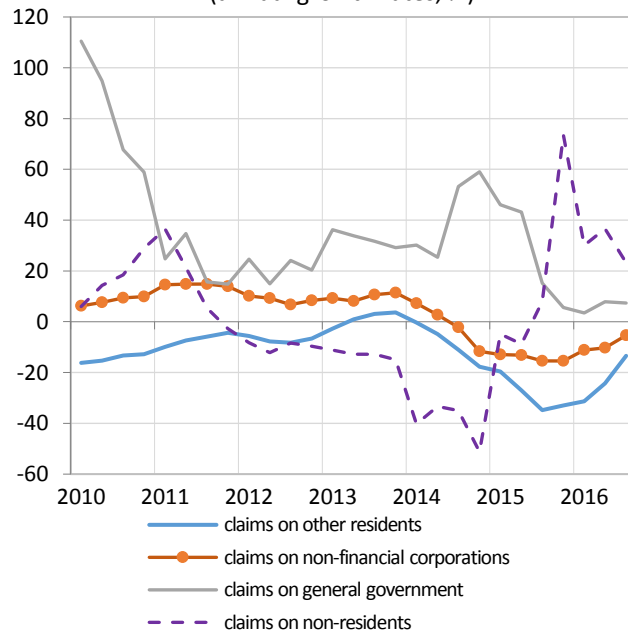 120
100
80
60
40
20
0
-20
-40
-60
2010 2011 2012 2013 2014 2015 2016
claims on other residents
claims on non-financial corporations
claims on general government
claims on non-residents